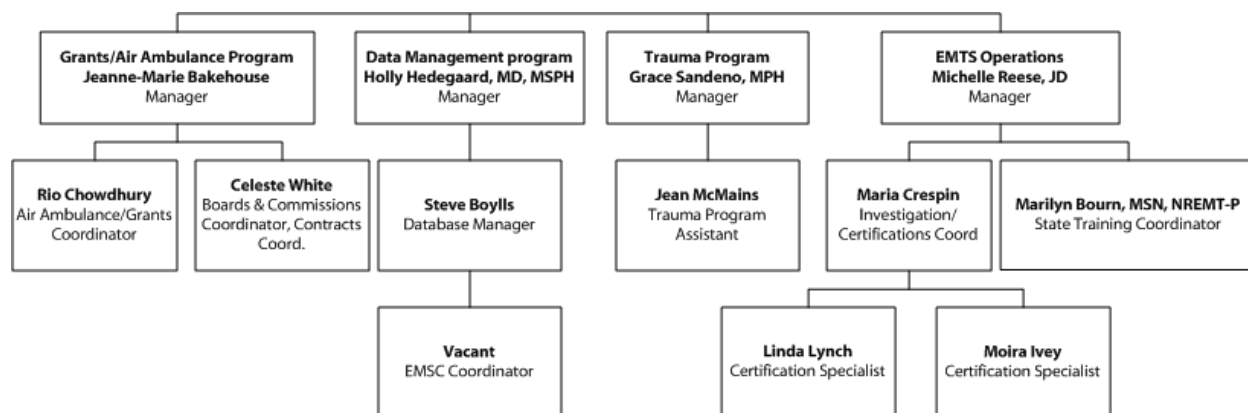 Grants/Air Ambulance Program
Jeanne-Marie Bakehouse
Manager
Data Management program
Holly Hedegaard, MD, MSPH
Manager
Trauma Program
Grace Sandeno, MPH
Manager
EMTS Operations
Michelle Reese, JD
Manager
Rio Chowdhury
Air Ambulance/Grants
Coordinator
Celeste White
Boards & Commissions
Coordinator, Contracts
Coord.
Steve Boylls
Database Manager
Jean McMains
Trauma Program
Assistant
Maria Crespin
Investigation/
Certifications Coord
Marilyn Bourn, MSN, NREMT-P
State Training Coordinator
Vacant
EMSC Coordinator
Linda Lynch
Certification Specialist
Moira Ivey
Certification Specialist